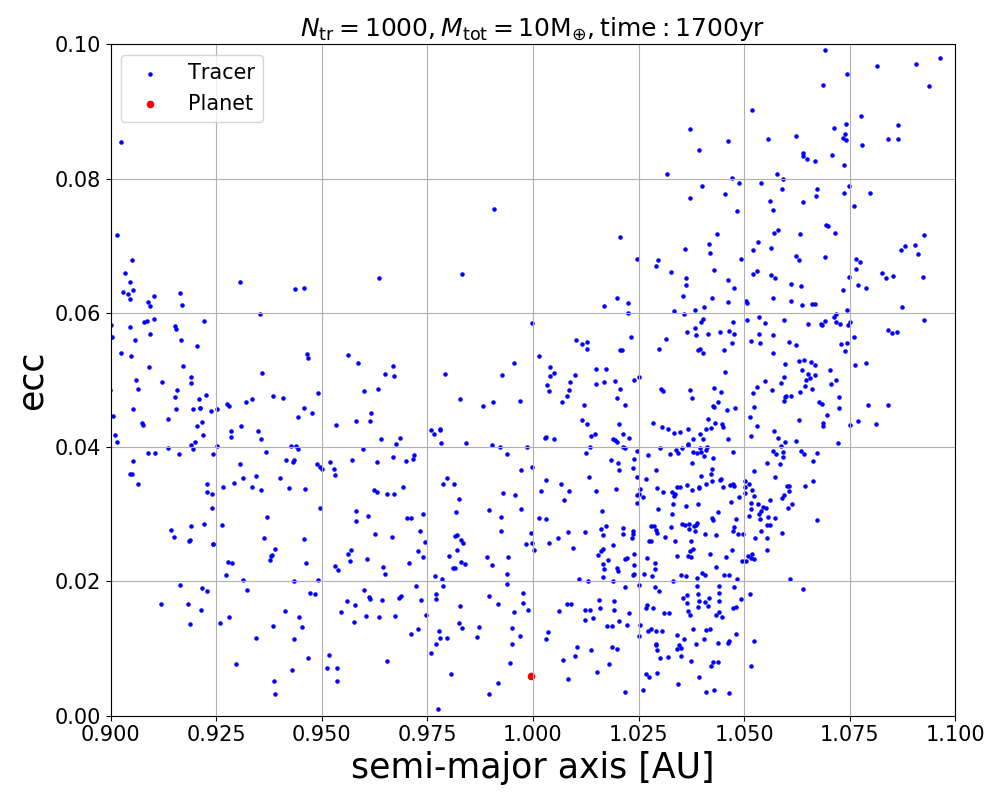 N_tr = 1000, M_tot = 10M_⊕, time : 1700yr
Tracer
Planet
ecc
0.10
0.08
0.06
0.04
0.02
0.00
0.900 0.925 0.950 0.975 1.000 1.025 1.050 1.075 1.100
semi-major axis [AU]